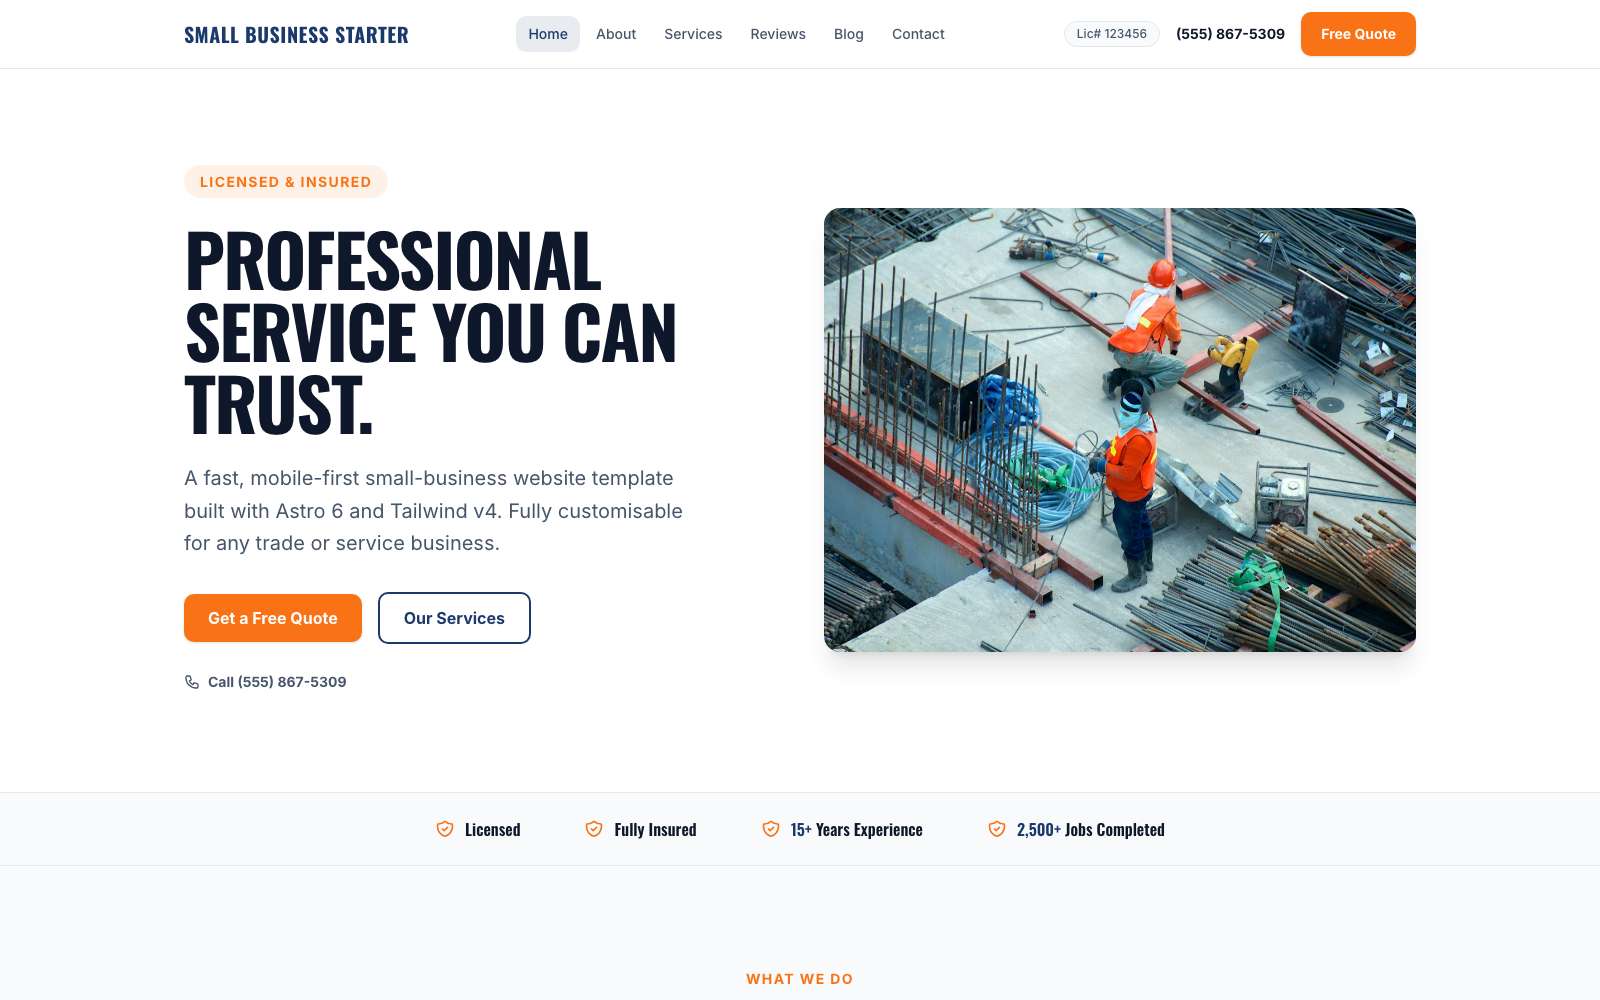 SMALL BUSINESS STARTER
Home About Services Reviews Blog Contact
Lic# 123456
(555) 867-5309
Free Quote
LICENSED & INSURED
PROFESSIONAL
SERVICE YOU CAN
TRUST.
A fast, mobile-first small-business website template
built with Astro 6 and Tailwind v4. Fully customisable
for any trade or service business.
Get a Free Quote
Our Services
Call (555) 867-5309
Licensed
Fully Insured
15+ Years Experience
2,500+ Jobs Completed
WHAT WE DO